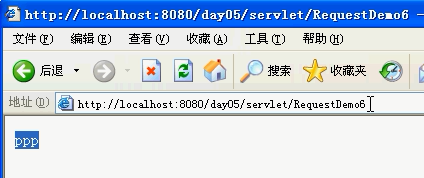 http://localhost:8080/day05/servlet/RequestDemo6 -
文件(F) 编辑(E) 查看(V) 收藏(A) 工具(T) 帮助(H)
后退 搜索 收藏夹
地址(D) http://localhost:8080/day05/servlet/RequestDemo6
ppp